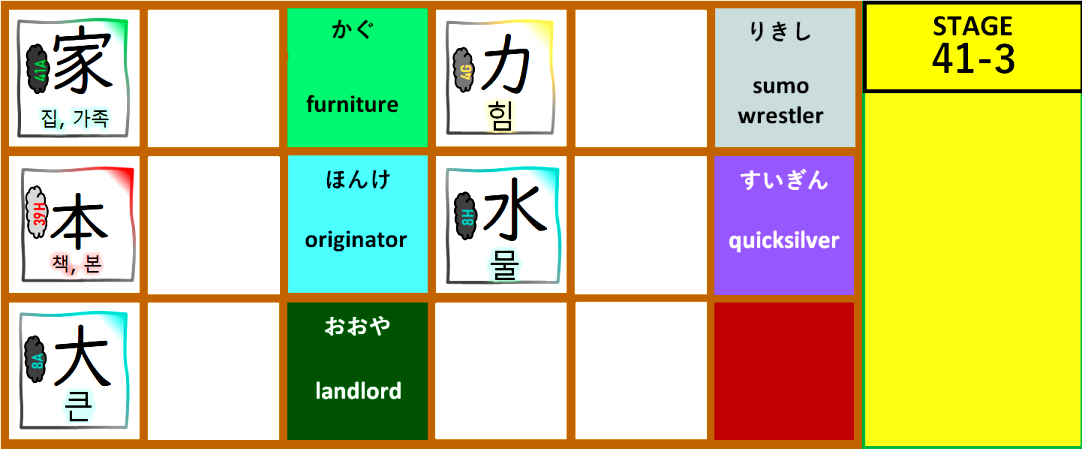 家
41A
집, 가족
かぐ
furniture
力
4G
힘
りきし
sumo
wrestler
STAGE
41-3
本
39H
책, 본
ほんけ
originator
水
8H
물
すいぎん
quicksilver
大
8A
큰
おおや
landlord